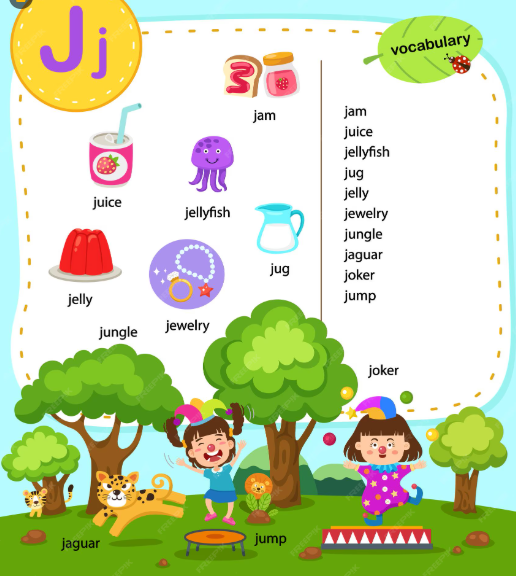 Jj
vocabulary
jam
juice
jellyfish
jug
jelly
jewelry
jungle
jaguar
joker
jump
jam
juice
jellyfish
jug
jelly
jewelry
jungle
joker
jaguar
jump